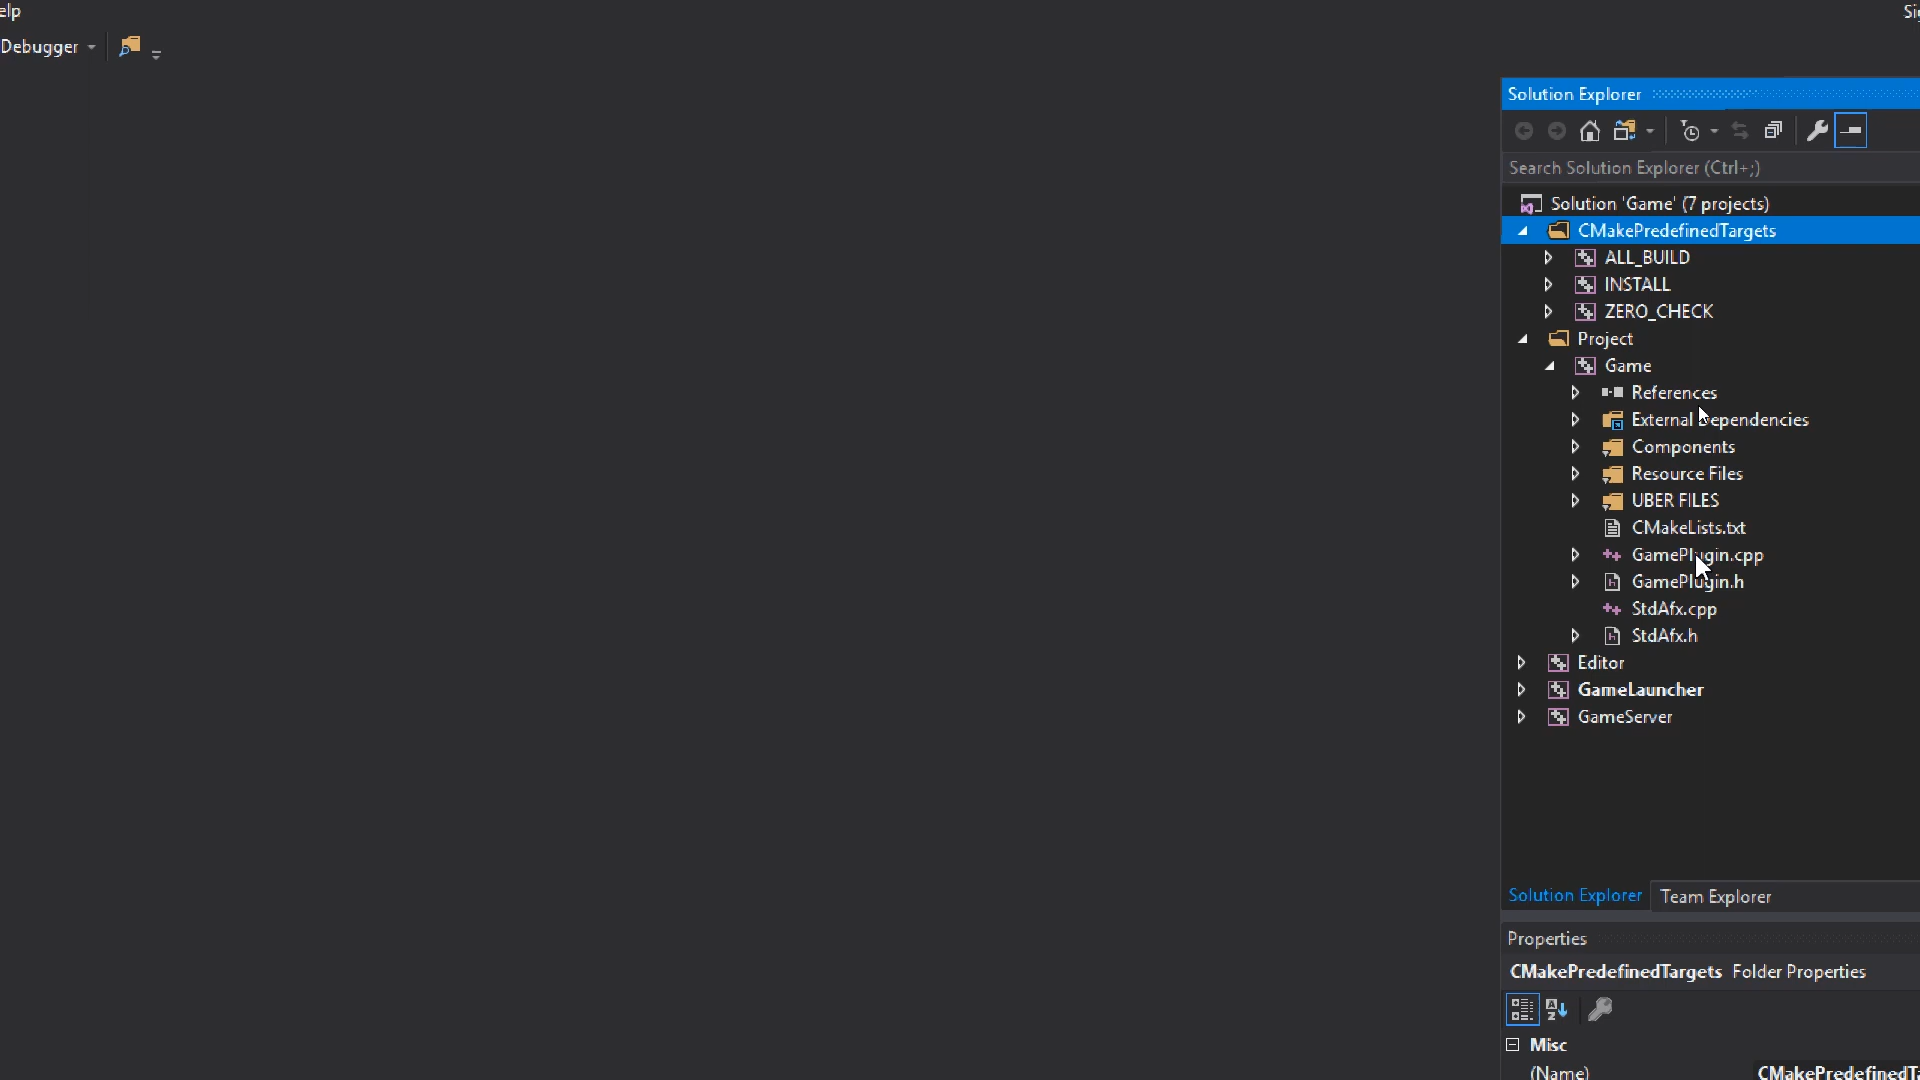 elp
Debugger
Solution Explorer
Search Solution Explorer (Ctrl+;)
Solution 'Game' (7 projects)
CMakePredefinedTargets
ALL_BUILD
INSTALL
ZERO_CHECK
Project
Game
References
External Dependencies
Components
Resource Files
UBER FILES
CMakeLists.txt
GamePlugin.cpp
GamePlugin.h
StdAfx.cpp
StdAfx.h
Editor
GameLauncher
GameServer
Solution Explorer Team Explorer
Properties
CMakePredefinedTargets Folder Properties
Misc
(Name) CMakePredefinedTa